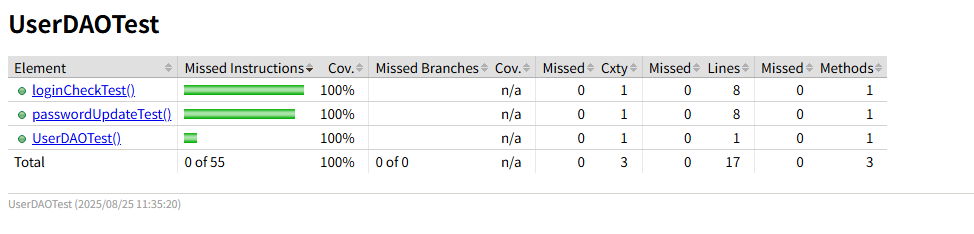 UserDAOTest
Element Missed Instructions Cov. Missed Branches Cov. Missed Cxty Missed Lines Missed Methods
loginCheckTest() 100% n/a 0 1 0 8 0 1
passwordUpdateTest() 100% n/a 0 1 0 8 0 1
UserDAOTest() 100% n/a 0 1 0 1 0 1
Total 0 of 55 100% 0 of 0 n/a 0 3 0 17 0 3
UserDAOTest (2025/08/25 11:35:20)